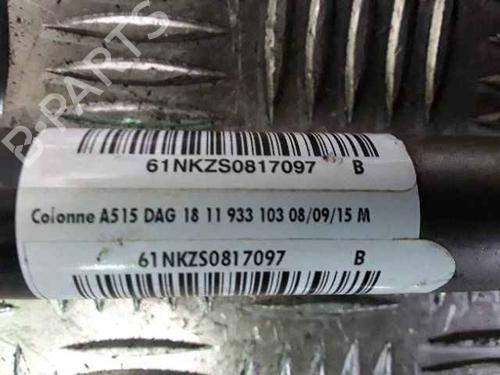 B-PARTS
61NKZS0817097 B
Colonne A515 DAG 18 11 933 103 08/09/15 M
61NKZS0817097 B